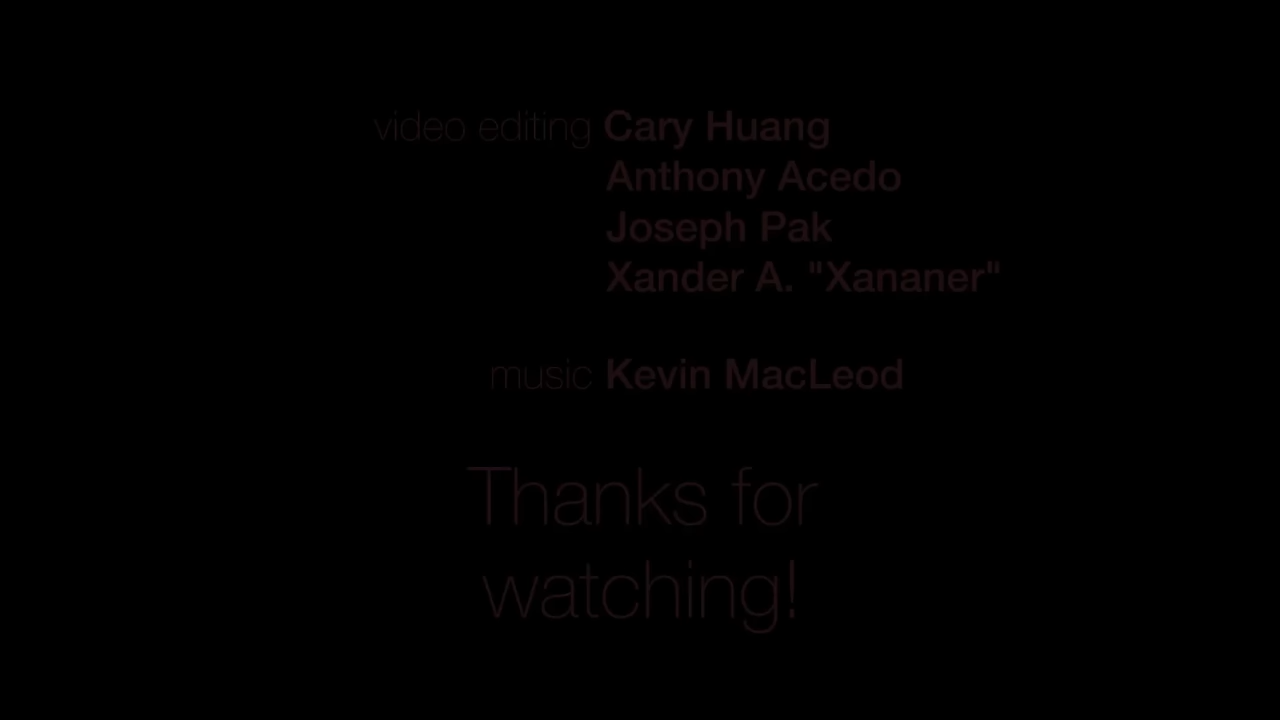 video editing Cary Huang
Anthony Acedo
Joseph Pak
Xander A. "Xananer"
music Kevin MacLeod
Thanks for
watching!